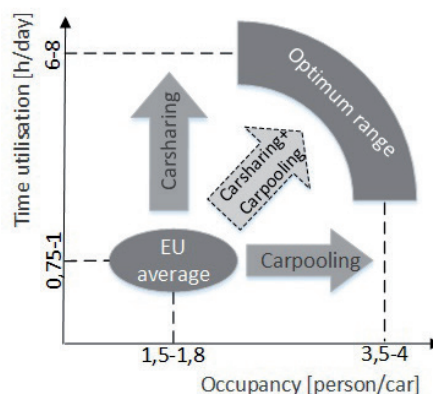 Time utilisation [h/day]
6-8
0,75-1
Carsharing
Optimum range
Carsharing+
Carpooling
EU
average
Carpooling
1,5-1,8
3,5-4
Occupancy [person/car]